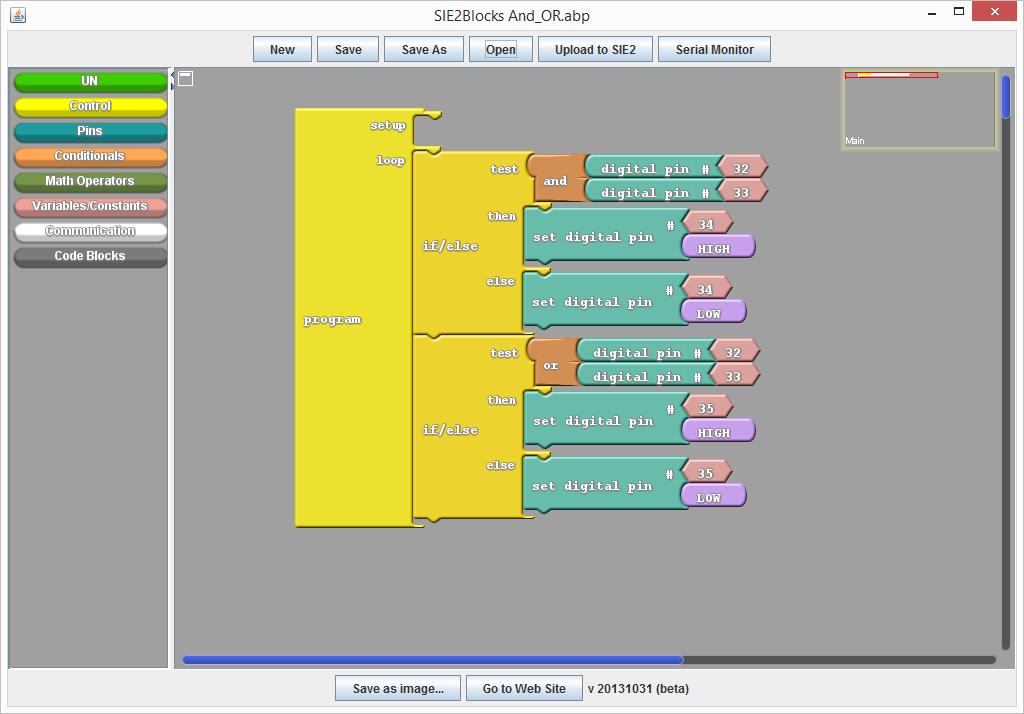 SIE2Blocks And_OR.abp
New Save Save As Open Upload to SIE2 Serial Monitor
UN
Control
Pins
Conditionals
Math Operators
Variables/Constants
Communication
Code Blocks
Main
program
setup
loop
if/else
test
and
digital pin # 32
digital pin # 33
then
set digital pin # 34
HIGH
else
set digital pin # 34
LOW
if/else
test
or
digital pin # 32
digital pin # 33
then
set digital pin # 35
HIGH
else
set digital pin # 35
LOW
Save as image... Go to Web Site v 20131031 (beta)